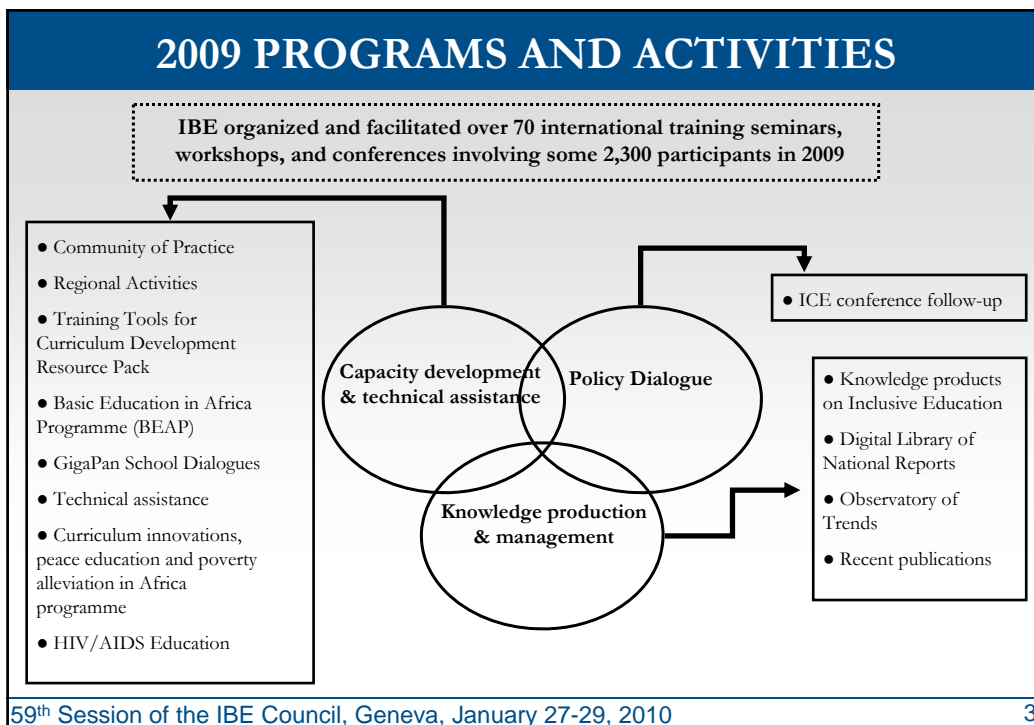 2009 PROGRAMS AND ACTIVITIES
IBE organized and facilitated over 70 international training seminars,
workshops, and conferences involving some 2,300 participants in 2009
● Community of Practice
● Regional Activities
● Training Tools for
Curriculum Development
Resource Pack
● Basic Education in Africa
Programme (BEAP)
● GigaPan School Dialogues
● Technical assistance
● Curriculum innovations,
peace education and poverty
alleviation in Africa
programme
● HIV/AIDS Education
Capacity development
& technical assistance
Policy Dialogue
Knowledge production
& management
● ICE conference follow-up
● Knowledge products
on Inclusive Education
● Digital Library of
National Reports
● Observatory of
Trends
● Recent publications
59th Session of the IBE Council, Geneva, January 27-29, 2010
3